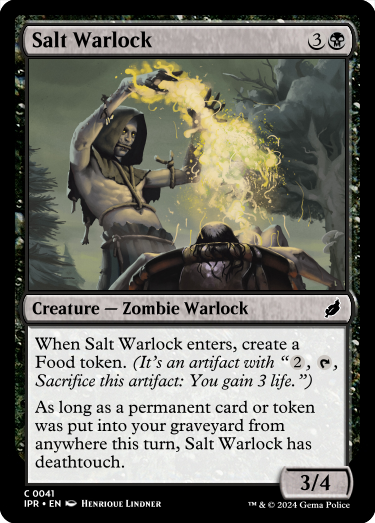 Salt Warlock 3
Creature — Zombie Warlock
When Salt Warlock enters, create a
Food token. (It's an artifact with “2, ,
Sacrifice this artifact: You gain 3 life.”)
As long as a permanent card or token
was put into your graveyard from
anywhere this turn, Salt Warlock has
deathtouch.
3/4
C 0041
IPR • EN Henrique Lindner
™ & © 2024 Gema Police